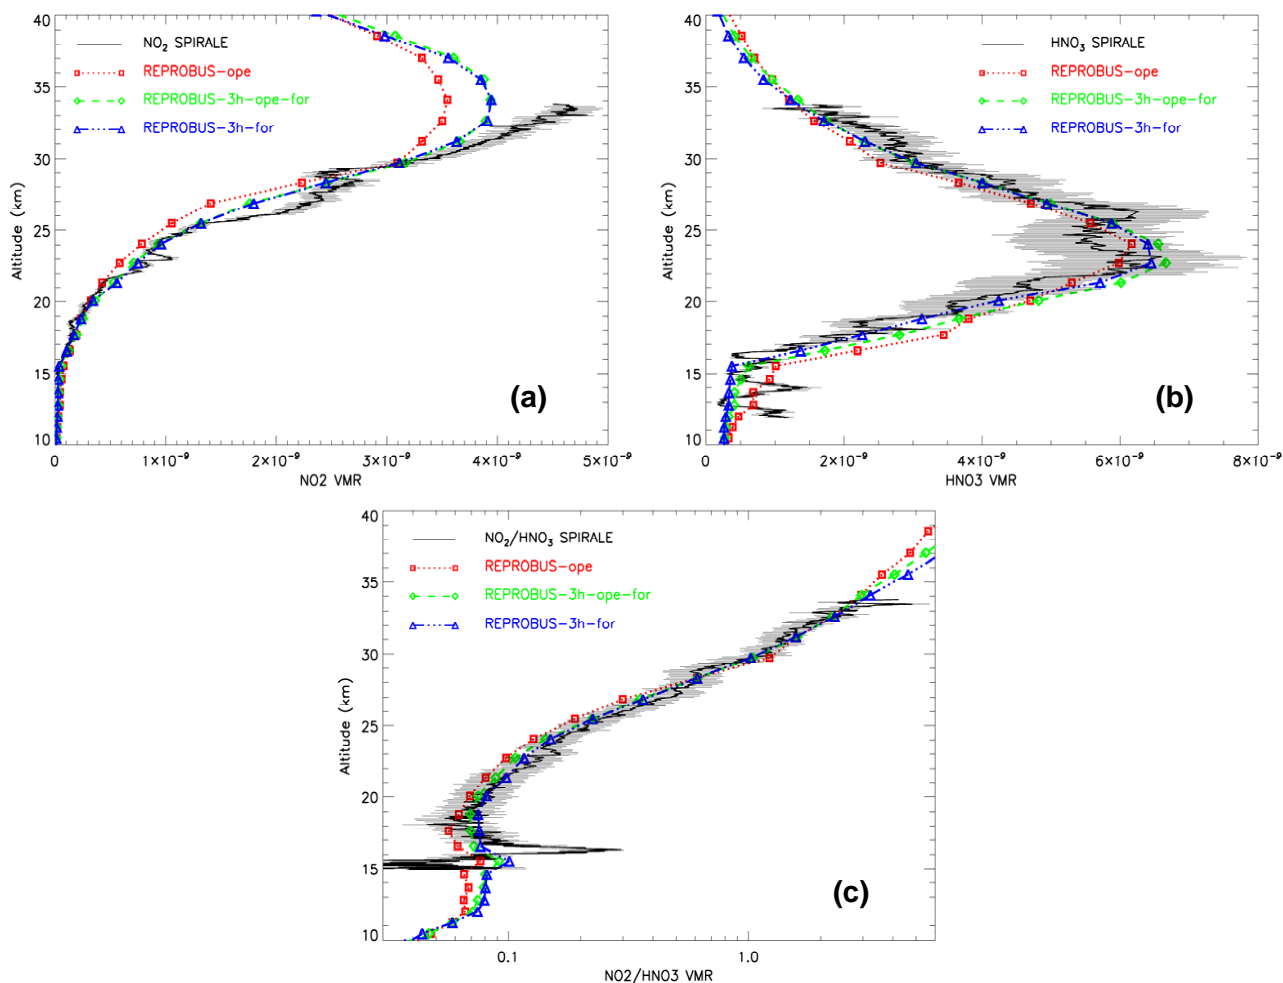 40
35
30
25
20
15
10
Altitude (km)
NO₂ SPIRALE
REPROBUS-ope
REPROBUS-3h-ope-for
REPROBUS-3h-for
(a)
0
1×10⁻⁹
2×10⁻⁹
3×10⁻⁹
4×10⁻⁹
5×10⁻⁹
NO2 VMR
40
35
30
25
20
15
10
Altitude (km)
HNO₃ SPIRALE
REPROBUS-ope
REPROBUS-3h-ope-for
REPROBUS-3h-for
(b)
0
2×10⁻⁹
4×10⁻⁹
6×10⁻⁹
8×10⁻⁹
HNO3 VMR
40
35
30
25
20
15
10
Altitude (km)
NO₂/HNO₃ SPIRALE
REPROBUS-ope
REPROBUS-3h-ope-for
REPROBUS-3h-for
(c)
0.1
1.0
NO2/HNO3 VMR